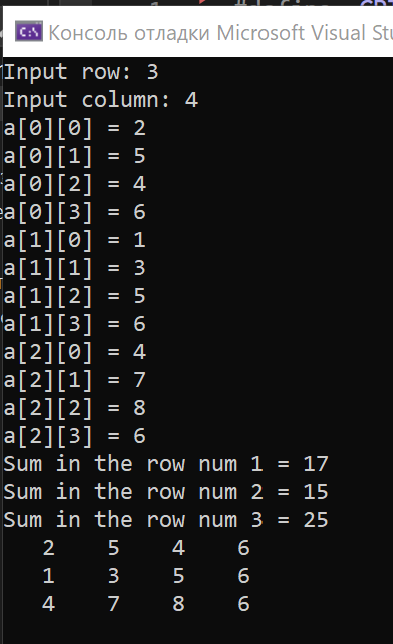 Консоль отладки Microsoft Visual Stu
Input row: 3
Input column: 4
a[0][0] = 2
a[0][1] = 5
a[0][2] = 4
a[0][3] = 6
a[1][0] = 1
a[1][1] = 3
a[1][2] = 5
a[1][3] = 6
a[2][0] = 4
a[2][1] = 7
a[2][2] = 8
a[2][3] = 6
Sum in the row num 1 = 17
Sum in the row num 2 = 15
Sum in the row num 3 = 25
2 5 4 6
1 3 5 6
4 7 8 6